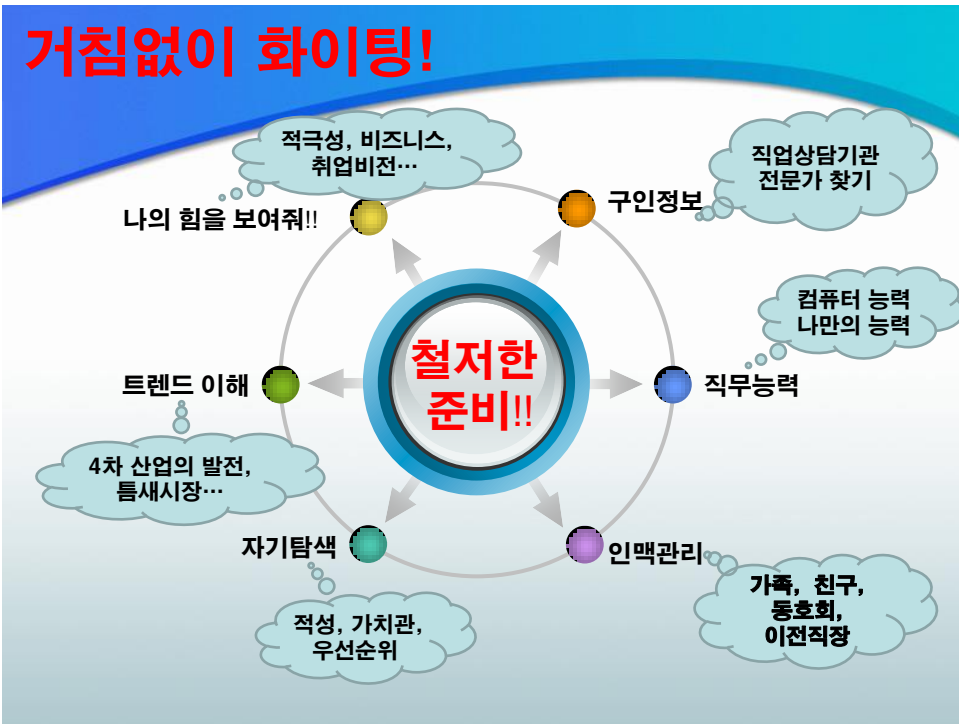 거침없이 화이팅!
적극성, 비즈니스,
취업비전…
나의 힘을 보여줘!!
직업상담기관
전문가 찾기
구인정보
컴퓨터 능력
나만의 능력
직무능력
철저한
준비!!
트렌드 이해
4차 산업의 발전,
틈새시장…
자기탐색
적성, 가치관,
우선순위
인맥관리
가족, 친구,
동호회,
이전직장